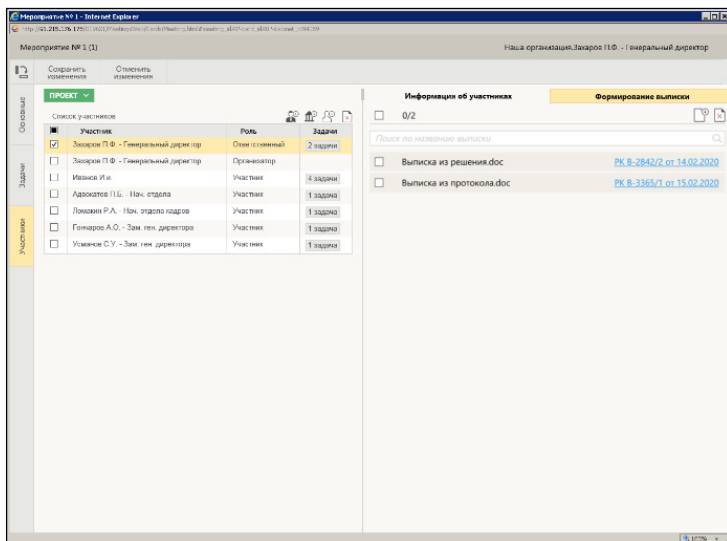 Мероприятие № 1 - Internet Explorer
Мероприятие № 1 (1)
Наша организация.Захаров П.Ф. - Генеральный директор
Сохранить изменения
Отменить изменения
Основные
Задачи
Участники
ПРОЕКТ
Список участников
Участник Роль Задачи
Захаров П.Ф. - Генеральный директор Ответственный 2 задачи
Захаров П.Ф. - Генеральный директор Организатор
Иванов И.И. Участник 4 задачи
Адвокатов П.Б. - Нач. отдела Участник 1 задача
Ломакин Р.А. - Нач. отдела кадров Участник 1 задача
Гончаров А.О. - Зам. ген. директора Участник 1 задача
Усманов С.У. - Зам. ген. директора Участник 1 задача
Информация об участниках
Формирование выписки
0/2
Поиск по названию выписки
Выписка из решения.doc РК В-2842/2 от 14.02.2020
Выписка из протокола.doc РК В-3365/1 от 15.02.2020